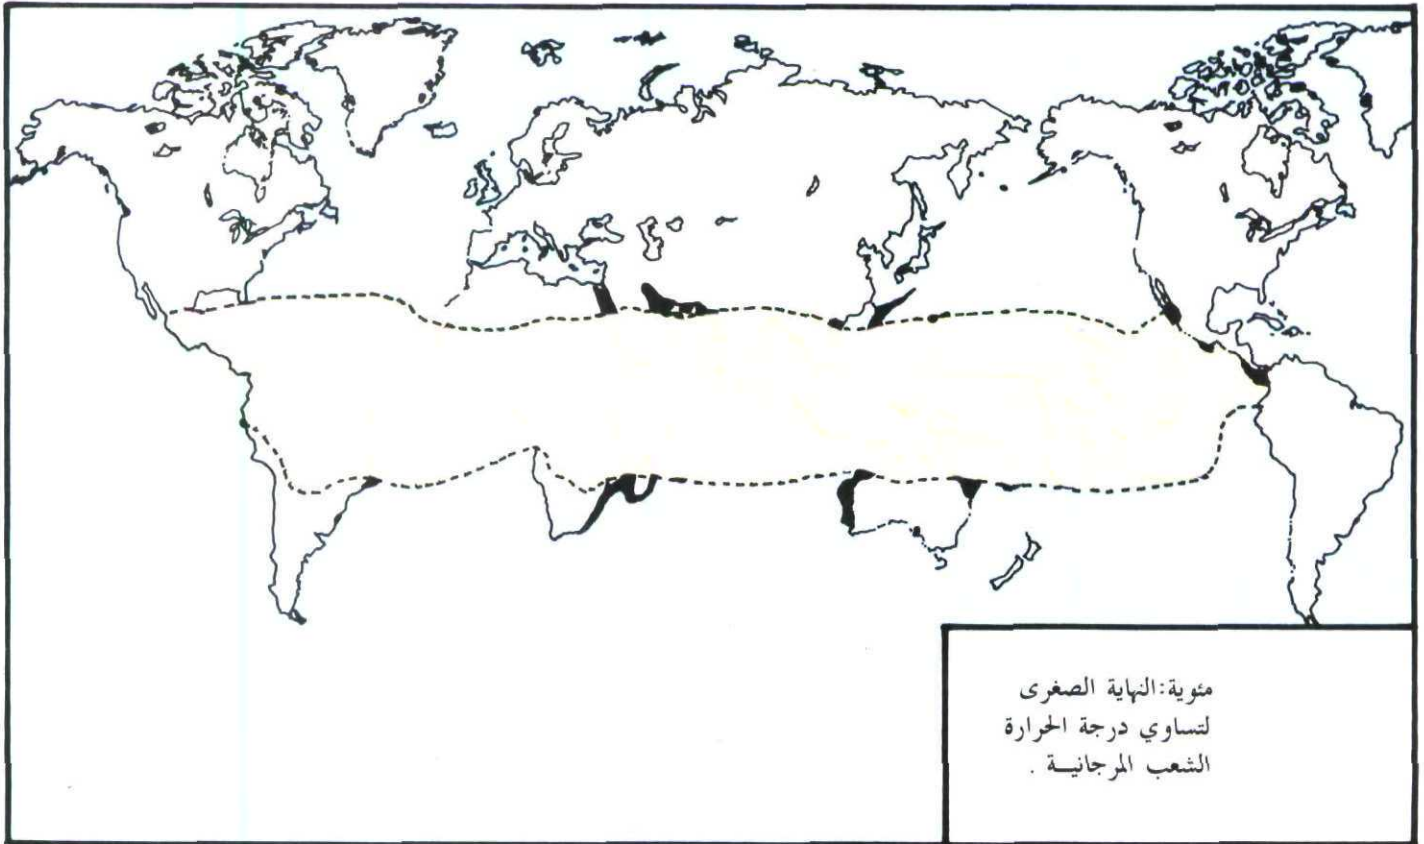 مئوية:النهاية الصغرى
لتساوي درجة الحرارة
الشعب المرجانيــة .